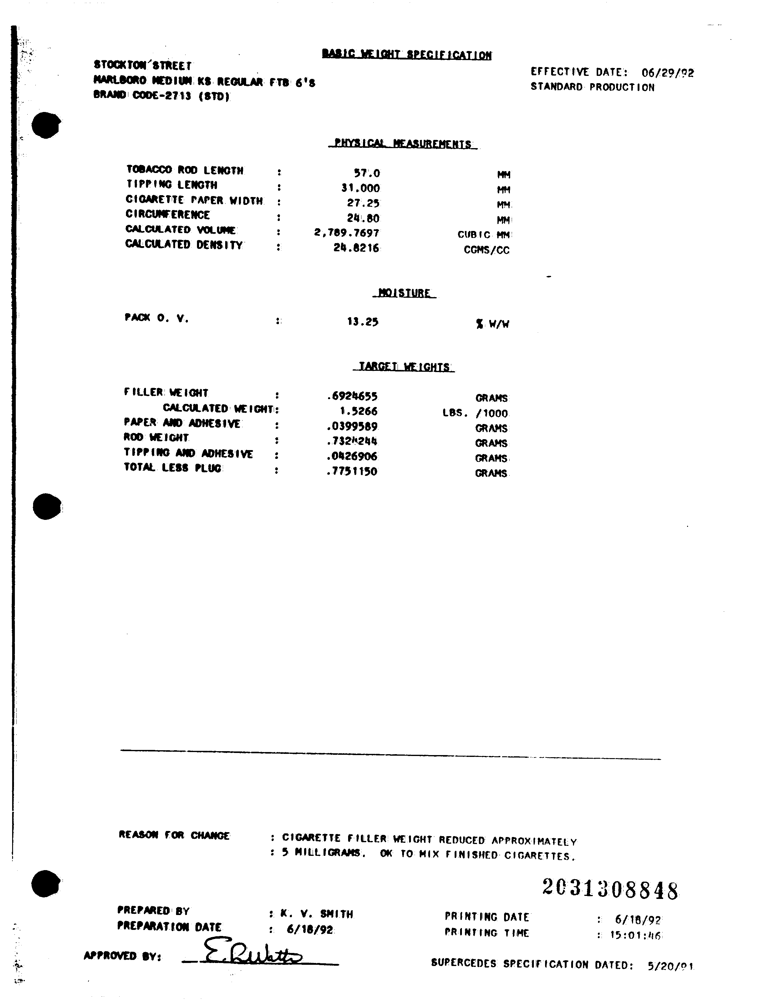 BASIC WEIGHT SPECIFICATION
STOCKTON STREET
MARLBORO MEDIUM KS REGULAR FTB 6'S
BRAND CODE-2713 (STD)
EFFECTIVE DATE: 06/29/92
STANDARD PRODUCTION
PHYSICAL MEASUREMENTS
TOBACCO ROD LENGTH : 57.0 MM
TIPPING LENGTH : 31.000 MM
CIGARETTE PAPER WIDTH : 27.25 MM
CIRCUMFERENCE : 24.80 MM
CALCULATED VOLUME : 2,789.7697 CUBIC MM
CALCULATED DENSITY : 24.8216 CGMS/CC
MOISTURE
PACK O. V. : 13.25 % W/W
TARGET WEIGHTS
FILLER WEIGHT : .6924655 GRAMS
CALCULATED WEIGHT: 1.5266 LBS. /1000
PAPER AND ADHESIVE : .0399589 GRAMS
ROD WEIGHT : .7324244 GRAMS
TIPPING AND ADHESIVE : .0426906 GRAMS
TOTAL LESS PLUG : .7751150 GRAMS
REASON FOR CHANGE : CIGARETTE FILLER WEIGHT REDUCED APPROXIMATELY
: 5 MILLIGRAMS. OK TO MIX FINISHED CIGARETTES.
2031308848
PREPARED BY : K. V. SMITH
PREPARATION DATE : 6/18/92
PRINTING DATE : 6/18/92
PRINTING TIME : 15:01:46
APPROVED BY: E.R. Watts
SUPERCEDES SPECIFICATION DATED: 5/20/91